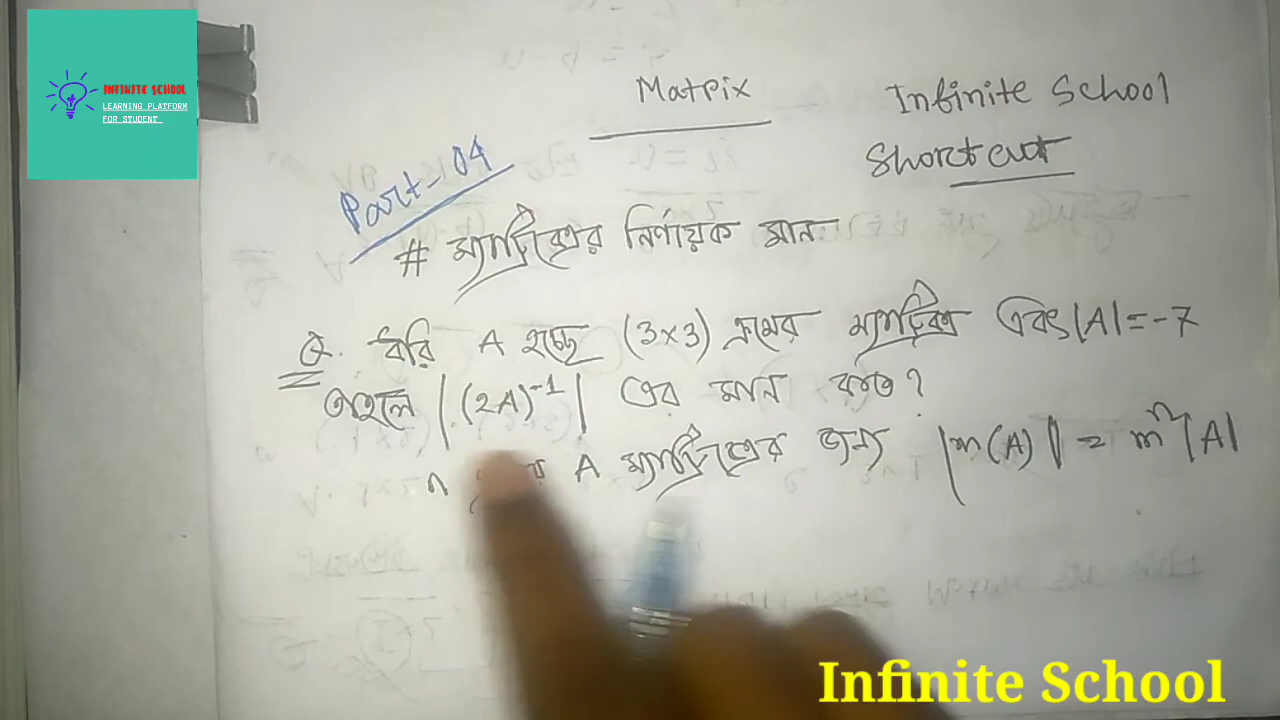 INFINITE SCHOOL
LEARNING PLATFORM
FOR STUDENT
Matrix
Infinite School
Shortcut
Part-04
# ম্যাট্রিক্সের নির্ণায়ক মান
Q. ধরি A হচ্ছে (3×3) ক্রমের ম্যাট্রিক্স এবং |A| = -7
তাহলে |(2A)⁻¹| এর মান কত?
n A ম্যাট্রিক্সের জন্য |m(A)| = mⁿ|A|
Infinite School